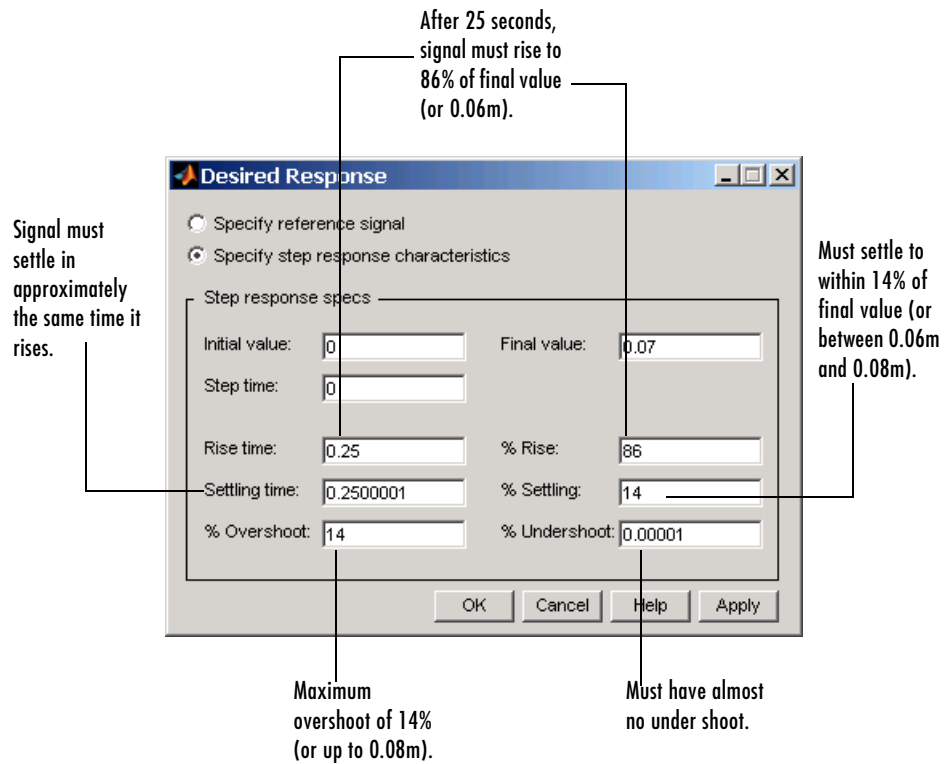 After 25 seconds,
signal must rise to
86% of final value
(or 0.06m).
Desired Response
Specify reference signal
Specify step response characteristics
Signal must
settle in
approximately
the same time it
rises.
Must settle to
within 14% of
final value (or
between 0.06m
and 0.08m).
Step response specs
Initial value: 0 Final value: 0.07
Step time: 0
Rise time: 0.25 % Rise: 86
Settling time: 0.2500001 % Settling: 14
% Overshoot: 14 % Undershoot: 0.00001
OK Cancel Help Apply
Maximum
overshoot of 14%
(or up to 0.08m).
Must have almost
no under shoot.